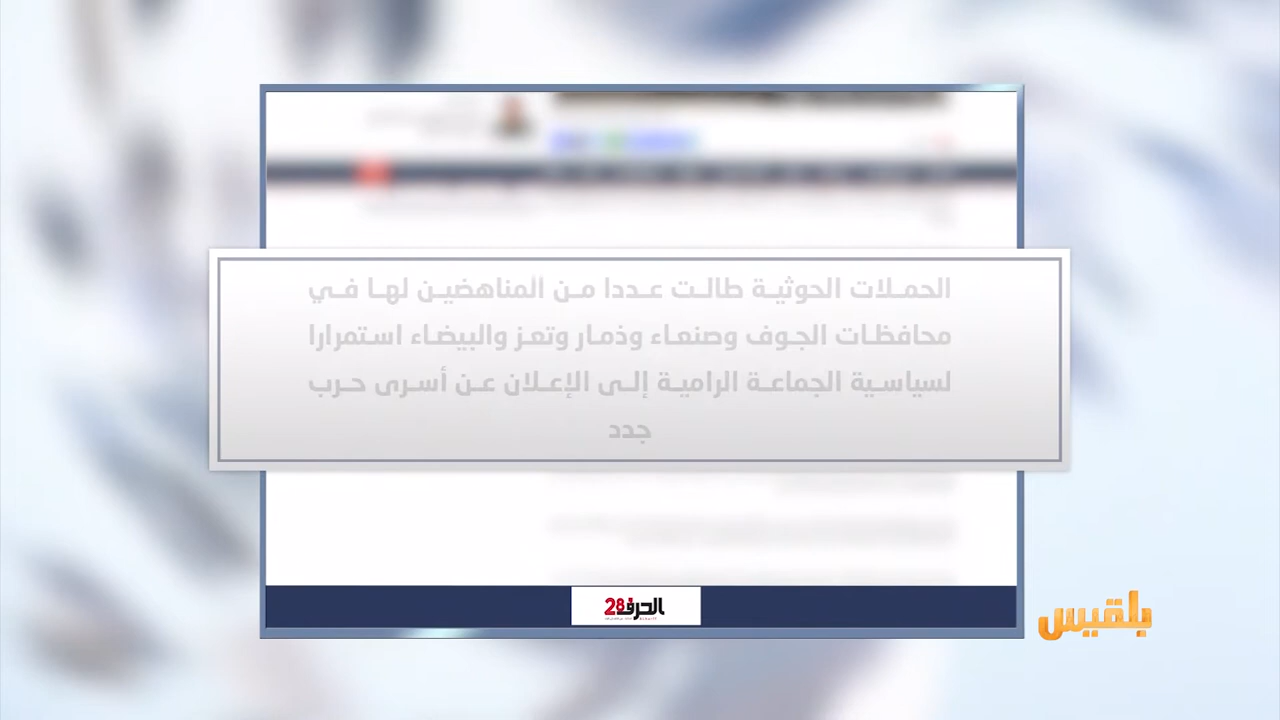 الحملات الحوثية طالت عددا من المناهضين لها في
محافظات الجوف وصنعاء وذمار وتعز والبيضاء استمرارا
لسياسية الجماعة الرامية إلى الإعلان عن أسرى حرب
جدد
الحرف28
بلقيس